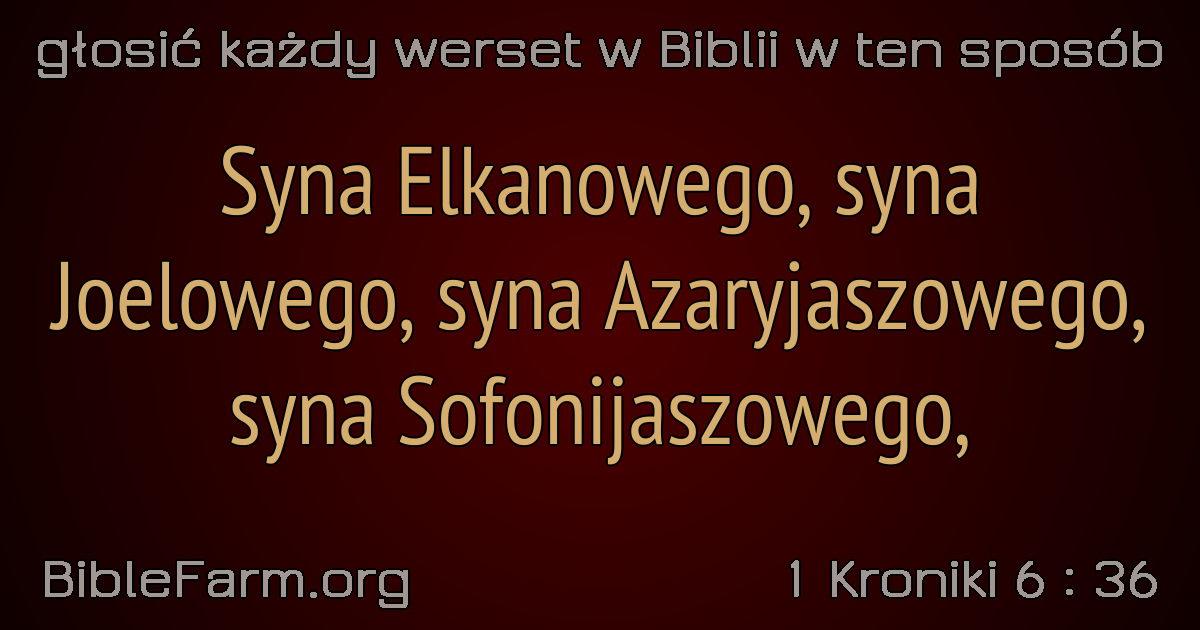 głosić każdy werset w Biblii w ten sposób
Syna Elkanowego, syna
Joelowego, syna Azaryjaszowego,
syna Sofonijaszowego,
BibleFarm.org
1 Kroniki 6 : 36